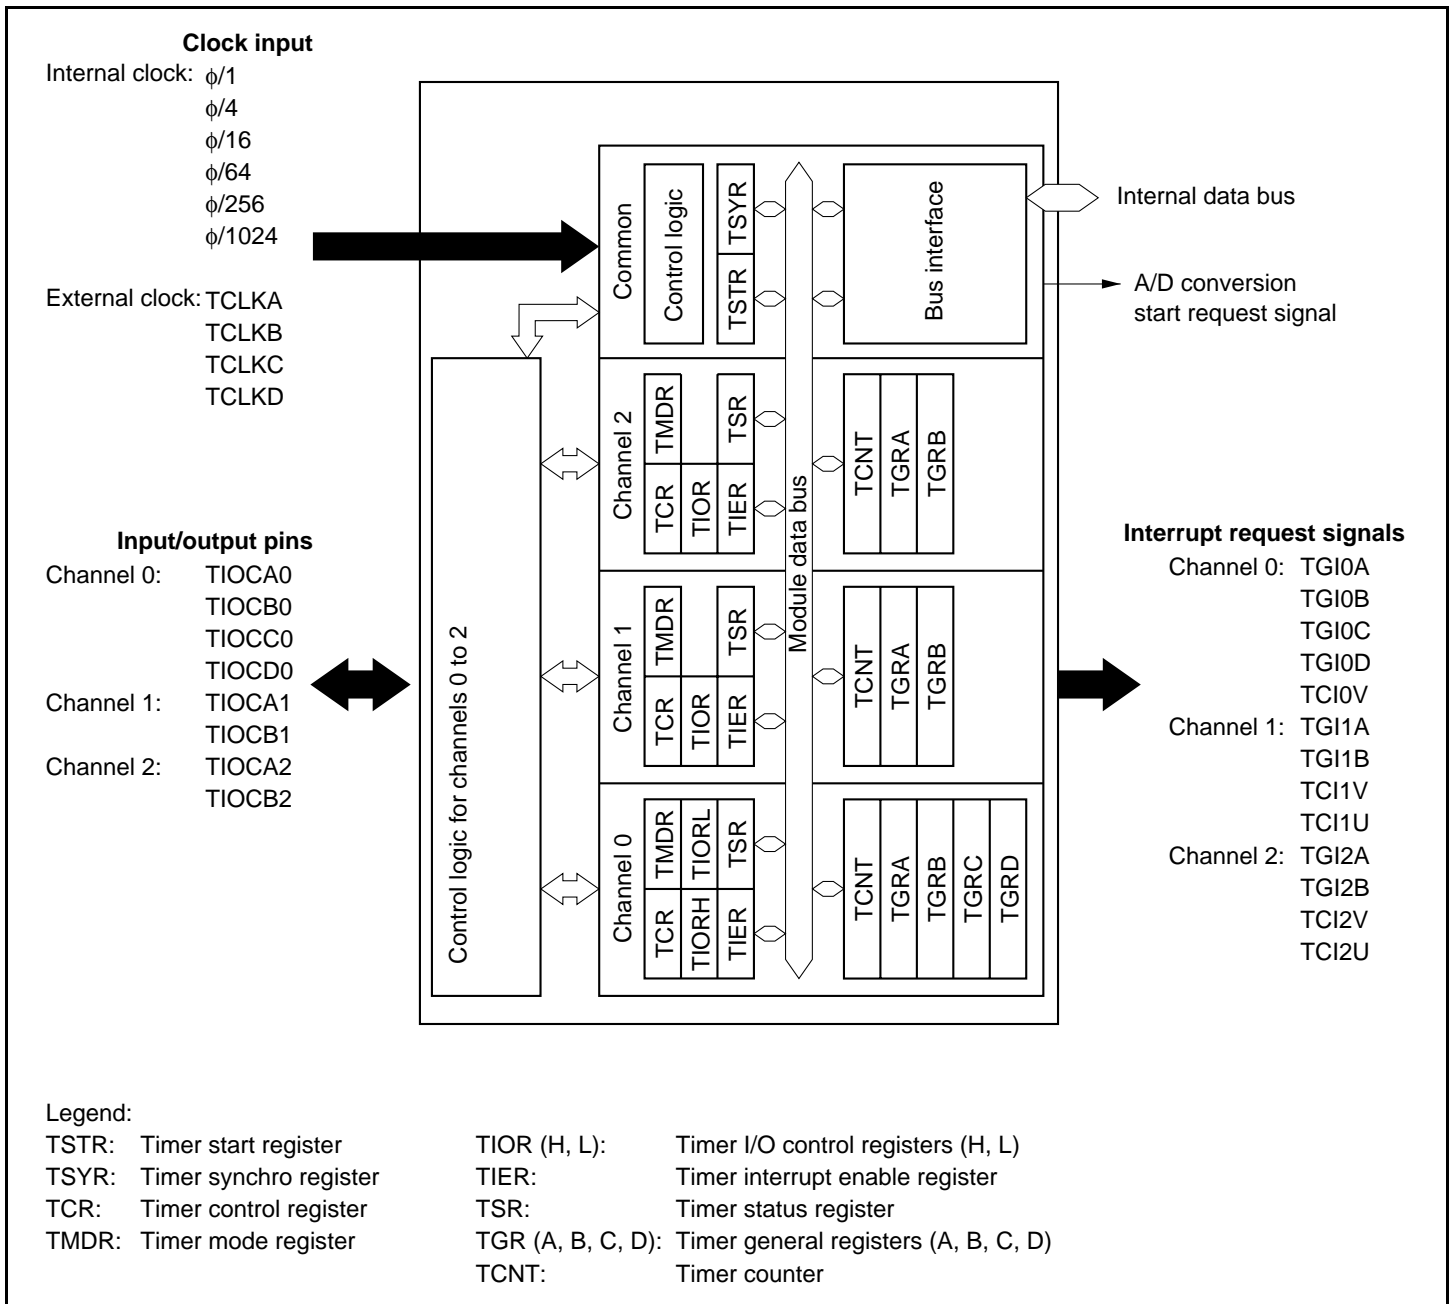 Clock input
Internal clock: ϕ/1
ϕ/4
ϕ/16
ϕ/64
ϕ/256
ϕ/1024
External clock: TCLKA
TCLKB
TCLKC
TCLKD
Input/output pins
Channel 0: TIOCA0
TIOCB0
TIOCC0
TIOCD0
Channel 1: TIOCA1
TIOCB1
Channel 2: TIOCA2
TIOCB2
Control logic for channels 0 to 2
Common
Control logic
TSTR TSYR
Bus interface
Channel 2
TCR TMDR
TIOR
TIER TSR
TCNT
TGRA
TGRB
Channel 1
TCR TMDR
TIOR
TIER TSR
TCNT
TGRA
TGRB
Channel 0
TCR TMDR
TIORH TIORL
TIER TSR
TCNT
TGRA
TGRB
TGRC
TGRD
Module data bus
Internal data bus
A/D conversion
start request signal
Interrupt request signals
Channel 0: TGI0A
TGI0B
TGI0C
TGI0D
TCI0V
Channel 1: TGI1A
TGI1B
TCI1V
TCI1U
Channel 2: TGI2A
TGI2B
TCI2V
TCI2U
Legend:
TSTR: Timer start register
TSYR: Timer synchro register
TCR: Timer control register
TMDR: Timer mode register
TIOR (H, L): Timer I/O control registers (H, L)
TIER: Timer interrupt enable register
TSR: Timer status register
TGR (A, B, C, D): Timer general registers (A, B, C, D)
TCNT: Timer counter